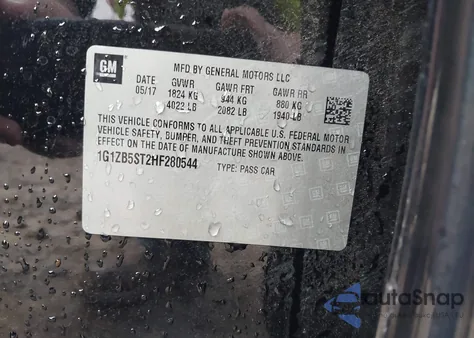 GM
MFD BY GENERAL MOTORS LLC
DATE GVWR GAWR FRT GAWR RR
05/17 1824 KG 944 KG 880 KG
4022 LB 2082 LB 1940 LB
THIS VEHICLE CONFORMS TO ALL APPLICABLE U.S. FEDERAL MOTOR
VEHICLE SAFETY, BUMPER, AND THEFT PREVENTION STANDARDS IN
EFFECT ON THE DATE OF MANUFACTURE SHOWN ABOVE.
1G1ZB5ST2HF280544 TYPE: PASS CAR
autoSnap